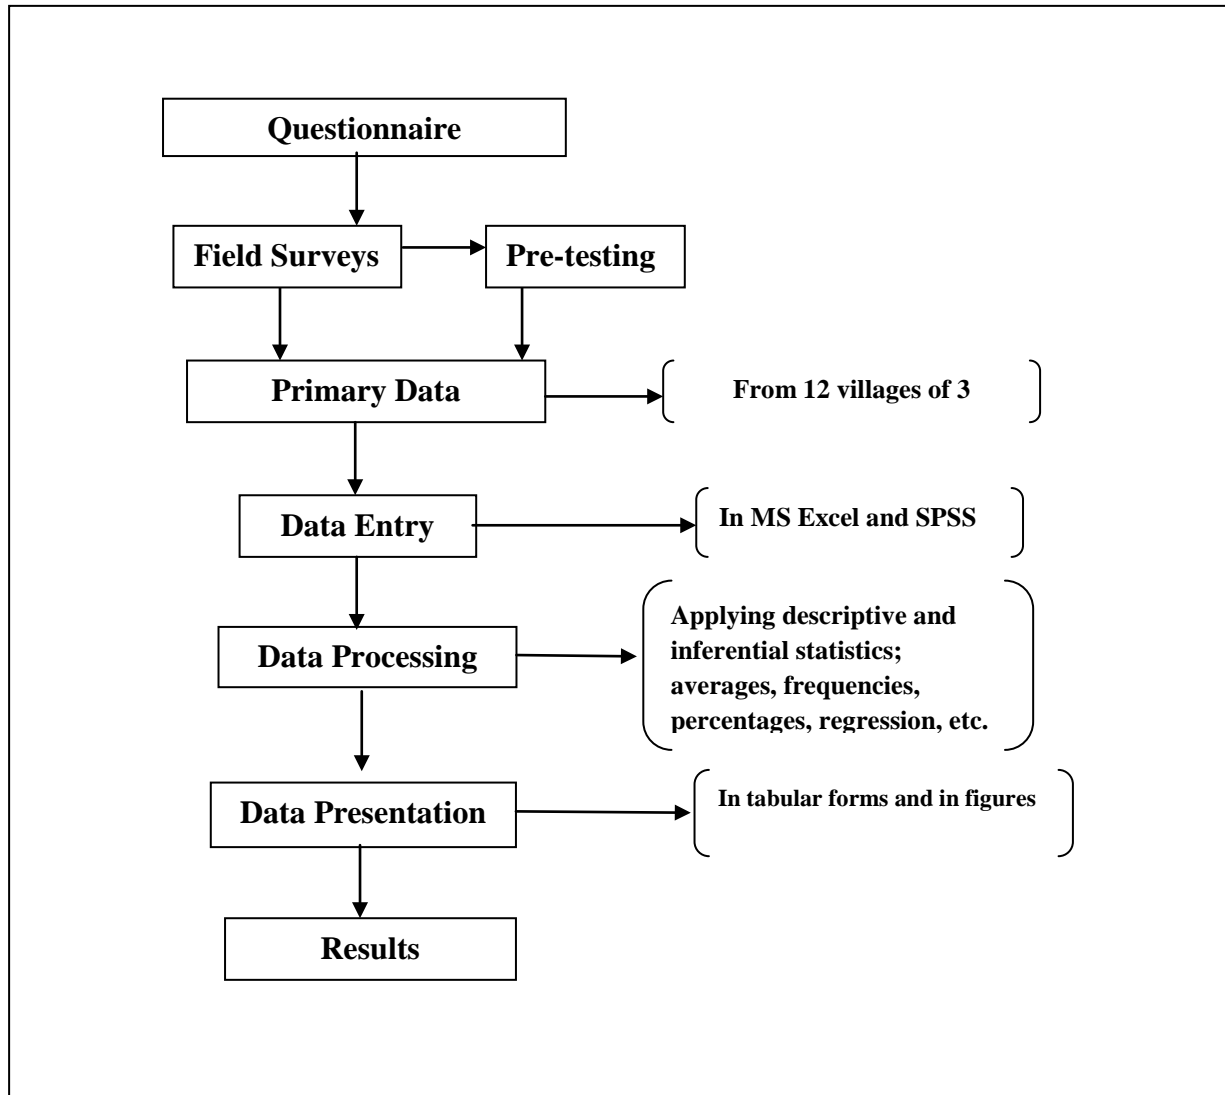 Questionnaire
Field Surveys
Pre-testing
Primary Data
From 12 villages of 3
Data Entry
In MS Excel and SPSS
Data Processing
Applying descriptive and
inferential statistics;
averages, frequencies,
percentages, regression, etc.
Data Presentation
In tabular forms and in figures
Results